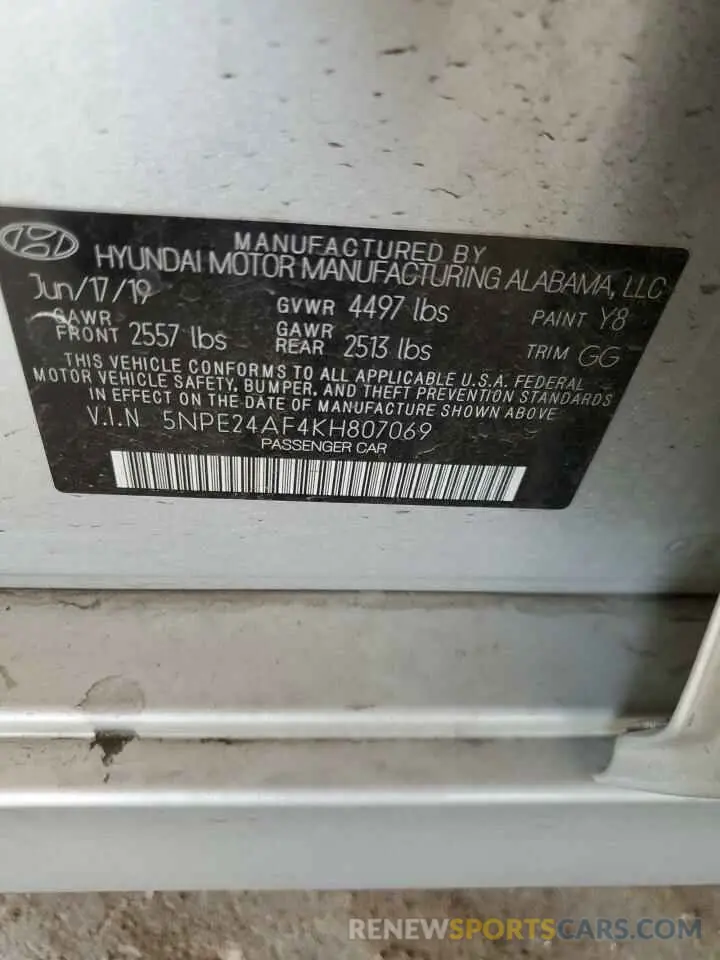 MANUFACTURED BY
HYUNDAI MOTOR MANUFACTURING ALABAMA, LLC
Jun/17/19 GVWR 4497 lbs PAINT Y8
GAWR FRONT 2557 lbs GAWR REAR 2513 lbs TRIM GG
THIS VEHICLE CONFORMS TO ALL APPLICABLE U.S.A. FEDERAL
MOTOR VEHICLE SAFETY, BUMPER, AND THEFT PREVENTION STANDARDS
IN EFFECT ON THE DATE OF MANUFACTURE SHOWN ABOVE
V.I.N 5NPE24AF4KH807069
PASSENGER CAR
RENEWSPORTSCARS.COM